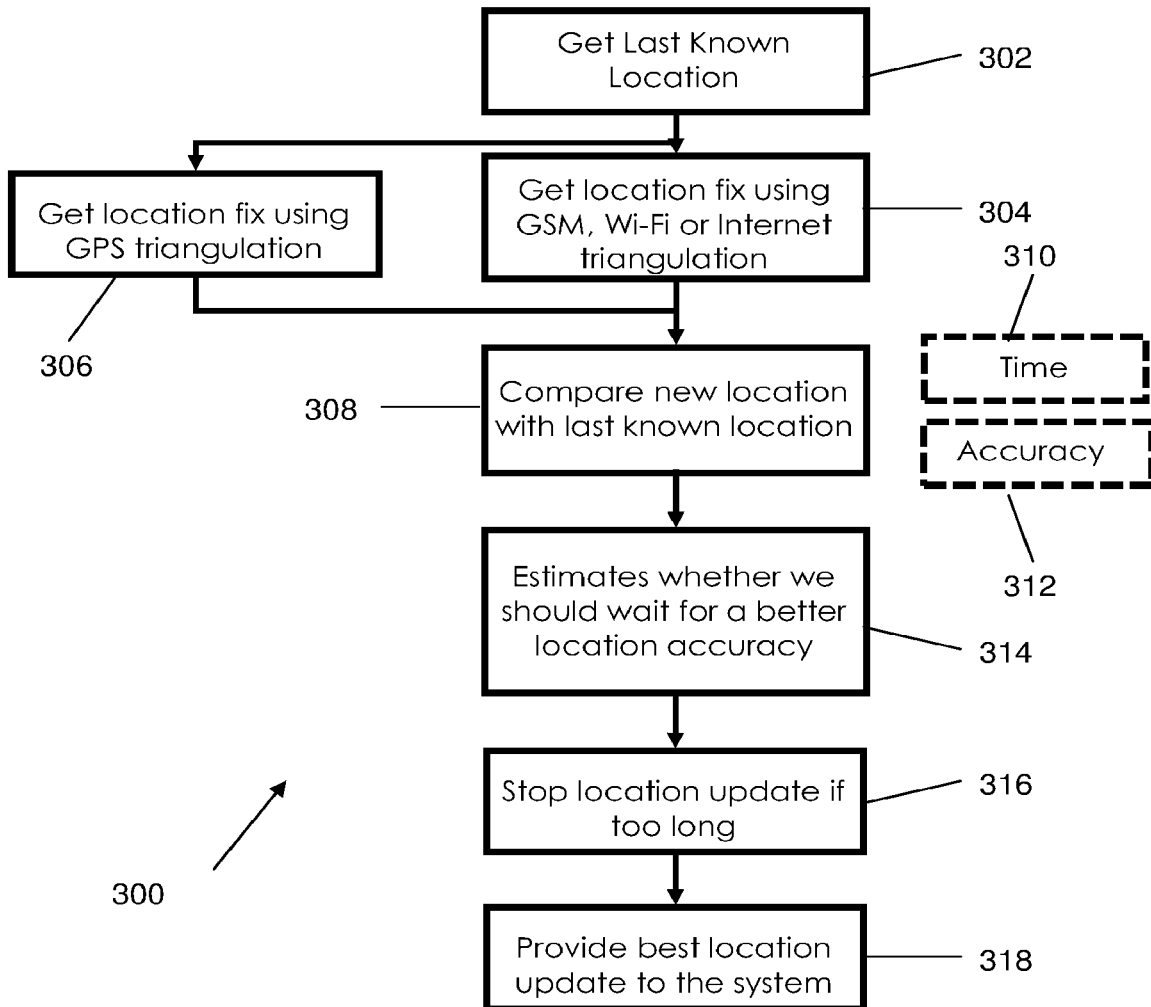 Get Last Known
Location
302
Get location fix using
GPS triangulation
Get location fix using
GSM, Wi-Fi or Internet
triangulation
304
310
306
Time
308
Compare new location
with last known location
Accuracy
312
Estimates whether we
should wait for a better
location accuracy
314
Stop location update if
too long
316
300
Provide best location
update to the system
318